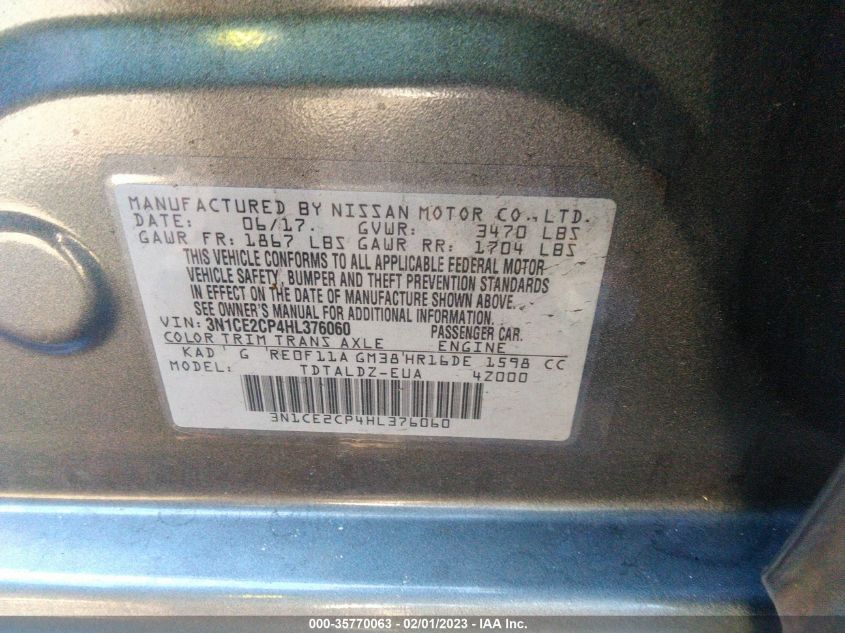 MANUFACTURED BY NISSAN MOTOR CO.,LTD.
DATE: 06/17. GVWR: 3470 LBS
GAWR FR: 1867 LBS GAWR RR: 1704 LBS
THIS VEHICLE CONFORMS TO ALL APPLICABLE FEDERAL MOTOR
VEHICLE SAFETY, BUMPER AND THEFT PREVENTION STANDARDS
IN EFFECT ON THE DATE OF MANUFACTURE SHOWN ABOVE.
SEE OWNER'S MANUAL FOR ADDITIONAL INFORMATION
VIN: 3N1CE2CP4HL376060 PASSENGER CAR.
COLOR TRIM TRANS AXLE ENGINE
KAD G RE0F11A GM38 HR16DE 1598 CC
MODEL: TDTALDZ-EUA 4Z000
3N1CE2CP4HL376060
000-35770063 - 02/01/2023 - IAA Inc.